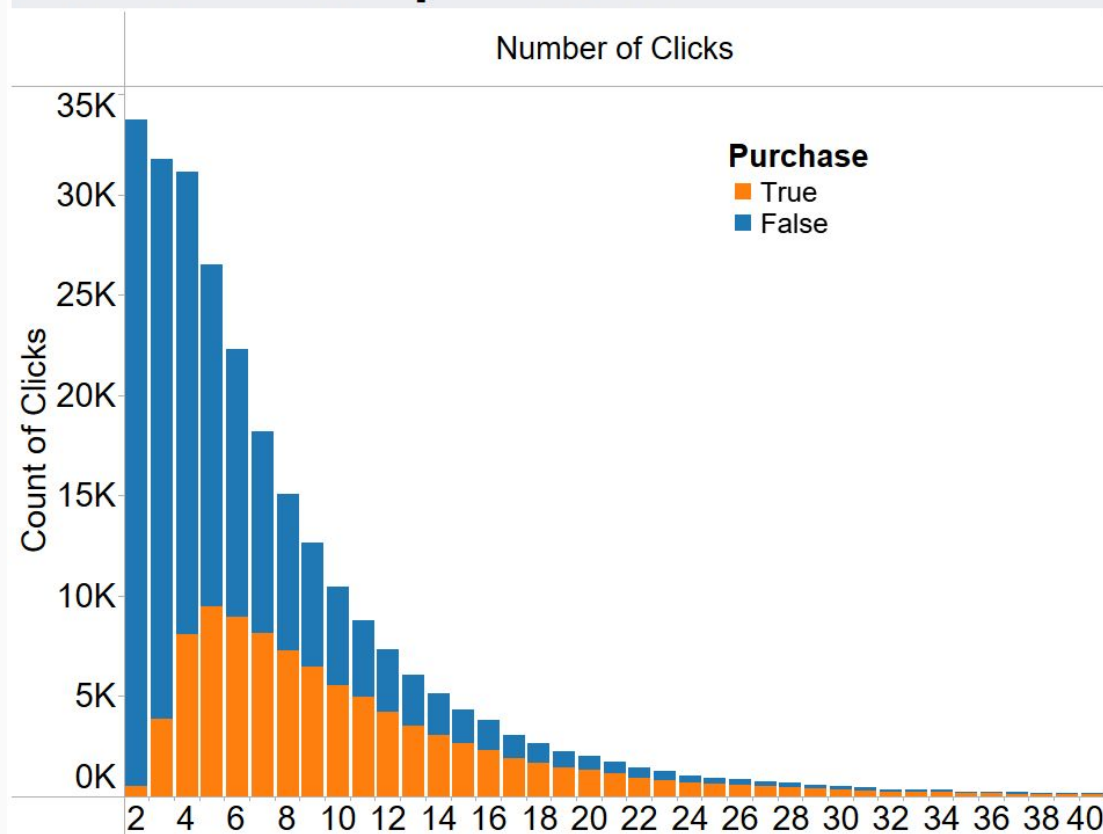 Number of Clicks
35K
30K
25K
20K
15K
10K
5K
0K
Count of Clicks
Purchase
True
False
2 4 6 8 10 12 14 16 18 20 22 24 26 28 30 32 34 36 38 40